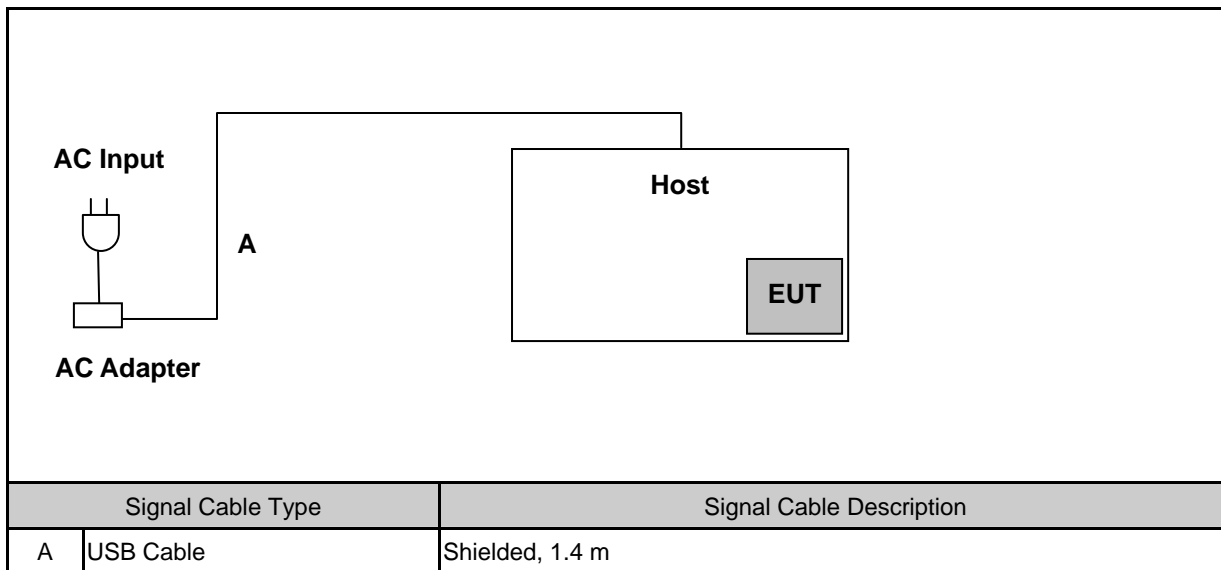 AC Input
Host
A
EUT
AC Adapter
Signal Cable Type Signal Cable Description
A USB Cable Shielded, 1.4 m